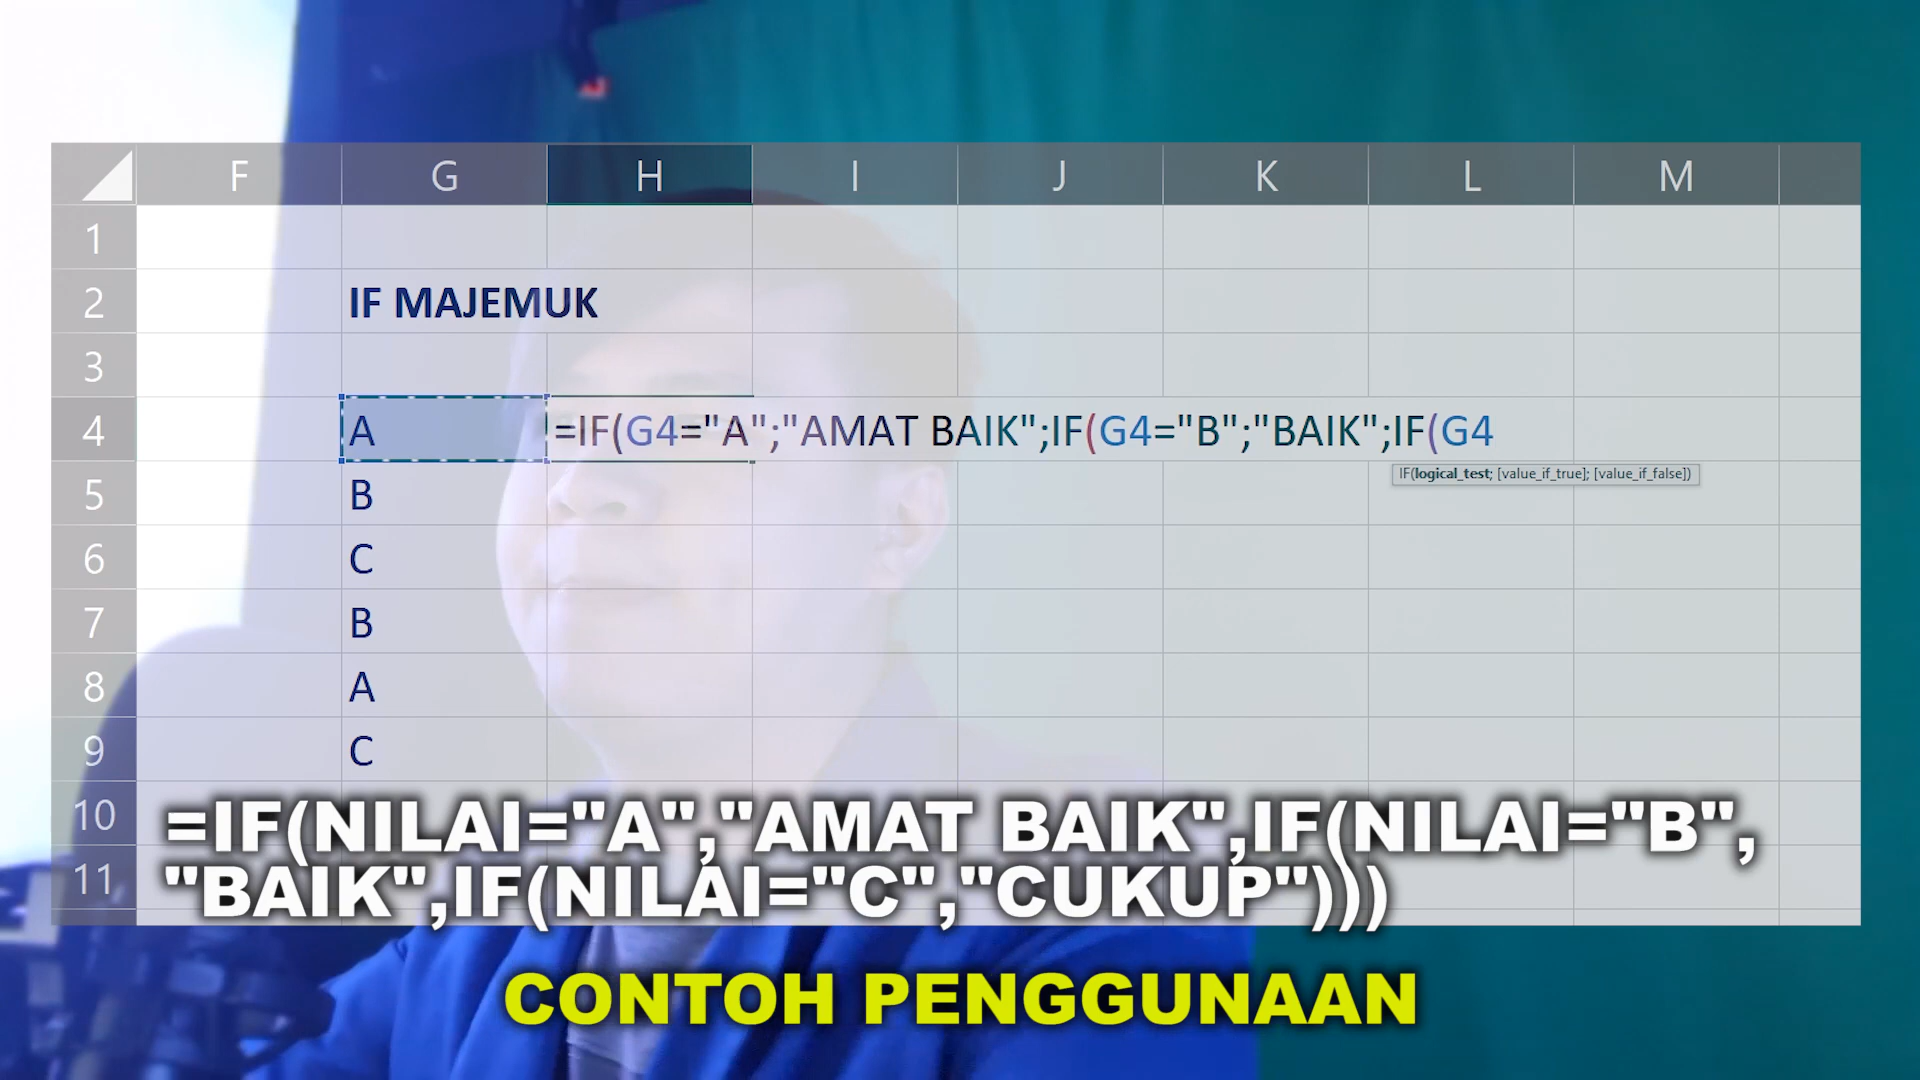 F G H I J K L M
1
2 IF MAJEMUK
3
4 A =IF(G4="A";"AMAT BAIK";IF(G4="B";"BAIK";IF(G4
IF(logical_test; [value_if_true]; [value_if_false])
5 B
6 C
7 B
8 A
9 C
10
11
=IF(NILAI="A","AMAT BAIK",IF(NILAI="B",
"BAIK",IF(NILAI="C","CUKUP")))
CONTOH PENGGUNAAN